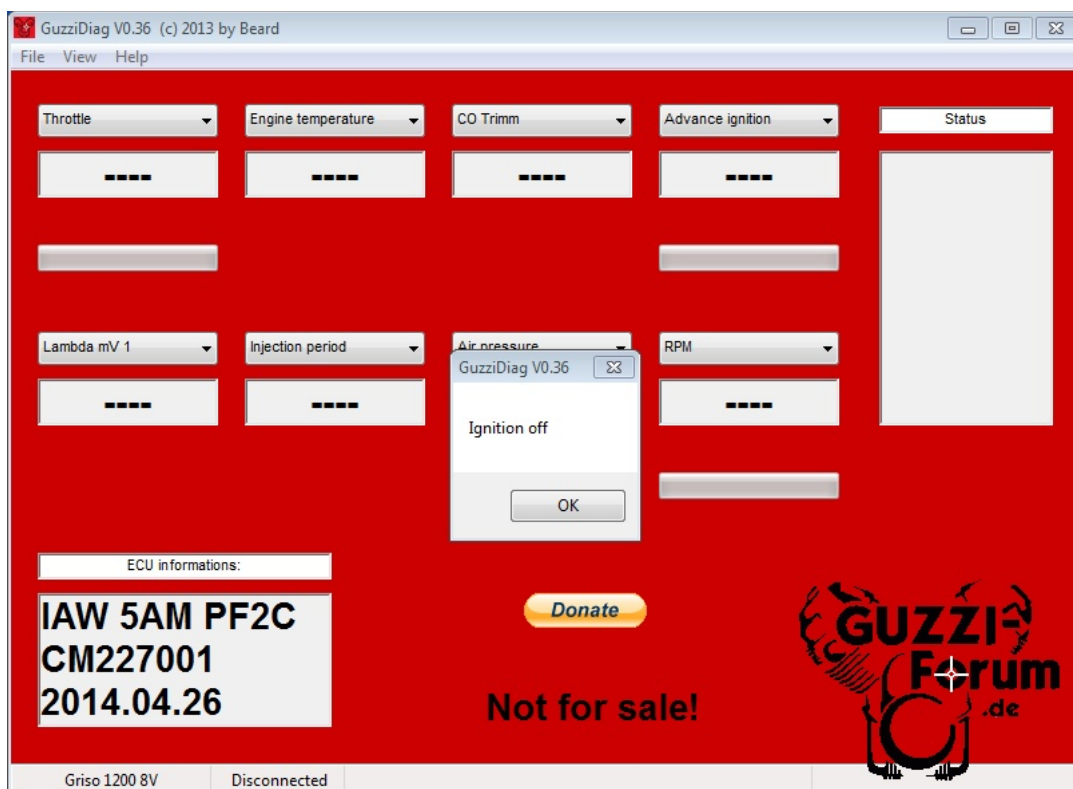 GuzziDiag V0.36 (c) 2013 by Beard
File View Help
Throttle Engine temperature CO Trimm Advance ignition Status
---- ---- ---- ----
Lambda mV 1 Injection period Air pressure RPM
---- ---- ----
GuzziDiag V0.36
Ignition off
OK
ECU informations:
IAW 5AM PF2C
CM227001
2014.04.26
Donate
Not for sale!
GUZZI-
Forum
.de
Griso 1200 8V Disconnected